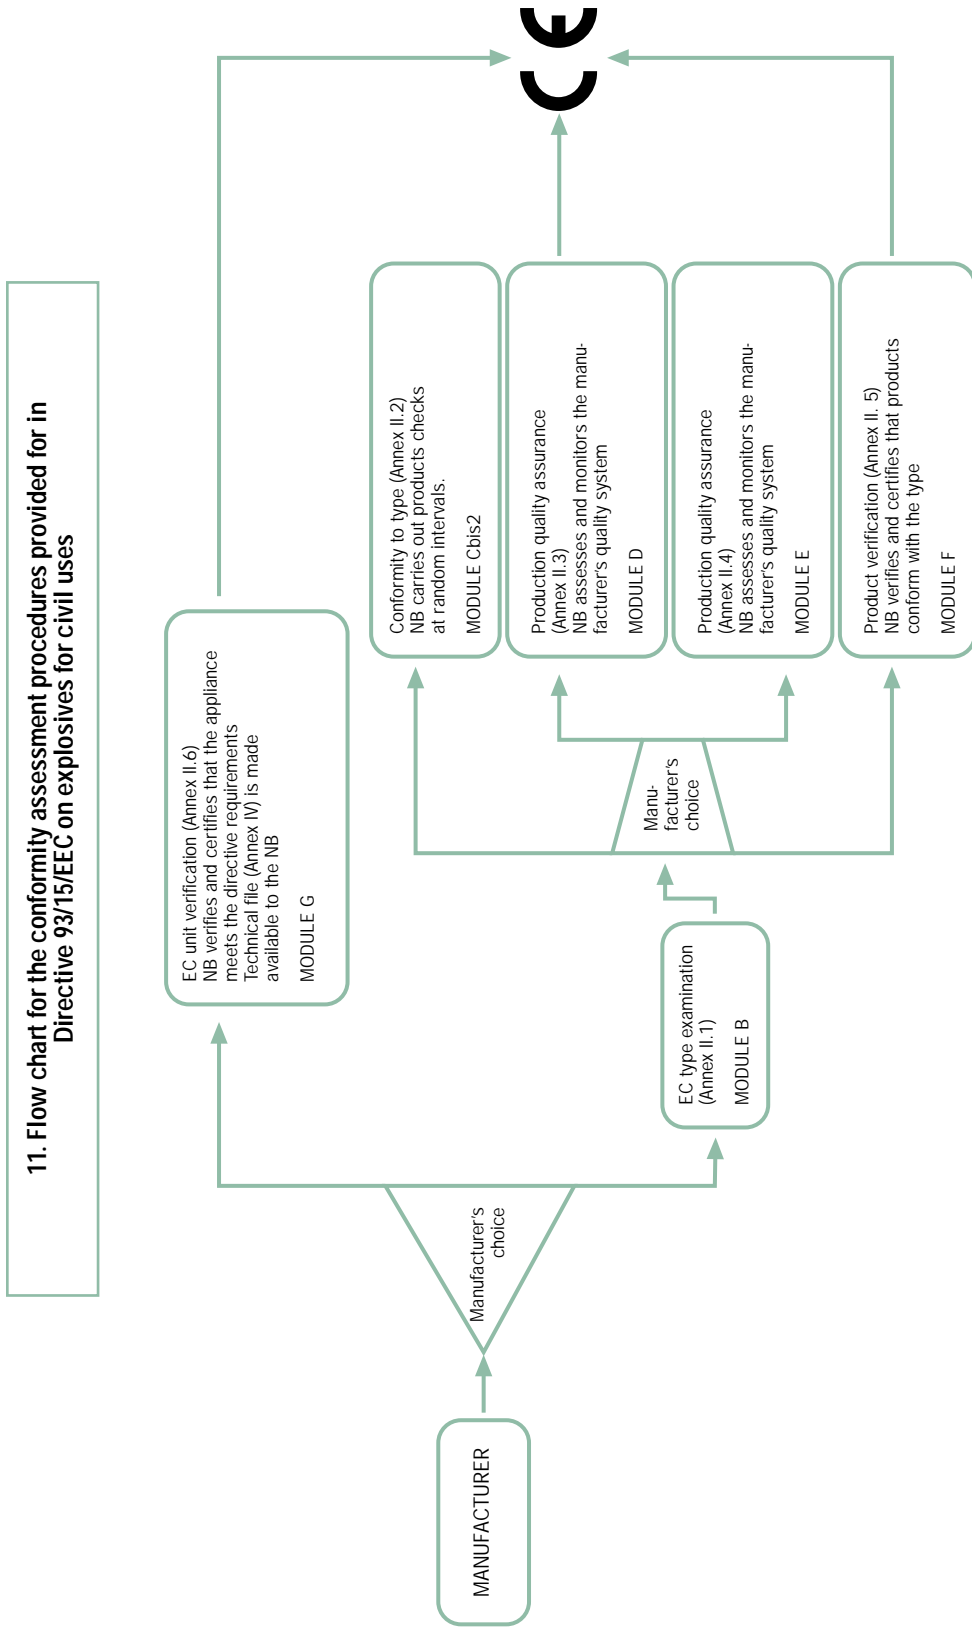 11. Flow chart for the conformity assessment procedures provided for in
Directive 93/15/EEC on explosives for civil uses
MANUFACTURER
Manufacturer's
choice
EC unit verification (Annex II.6)
NB verifies and certifies that the appliance
meets the directive requirements
Technical file (Annex IV) is made
available to the NB
MODULE G
EC type examination
(Annex II.1)
MODULE B
Manu-
facturer's
choice
Conformity to type (Annex II.2)
NB carries out products checks
at random intervals.
MODULE Cbis2
Production quality assurance
(Annex II.3)
NB assesses and monitors the manu-
facturer's quality system
MODULE D
Production quality assurance
(Annex II.4)
NB assesses and monitors the manu-
facturer's quality system
MODULE E
Product verification (Annex II. 5)
NB verifies and certifies that products
conform with the type
MODULE F
CE